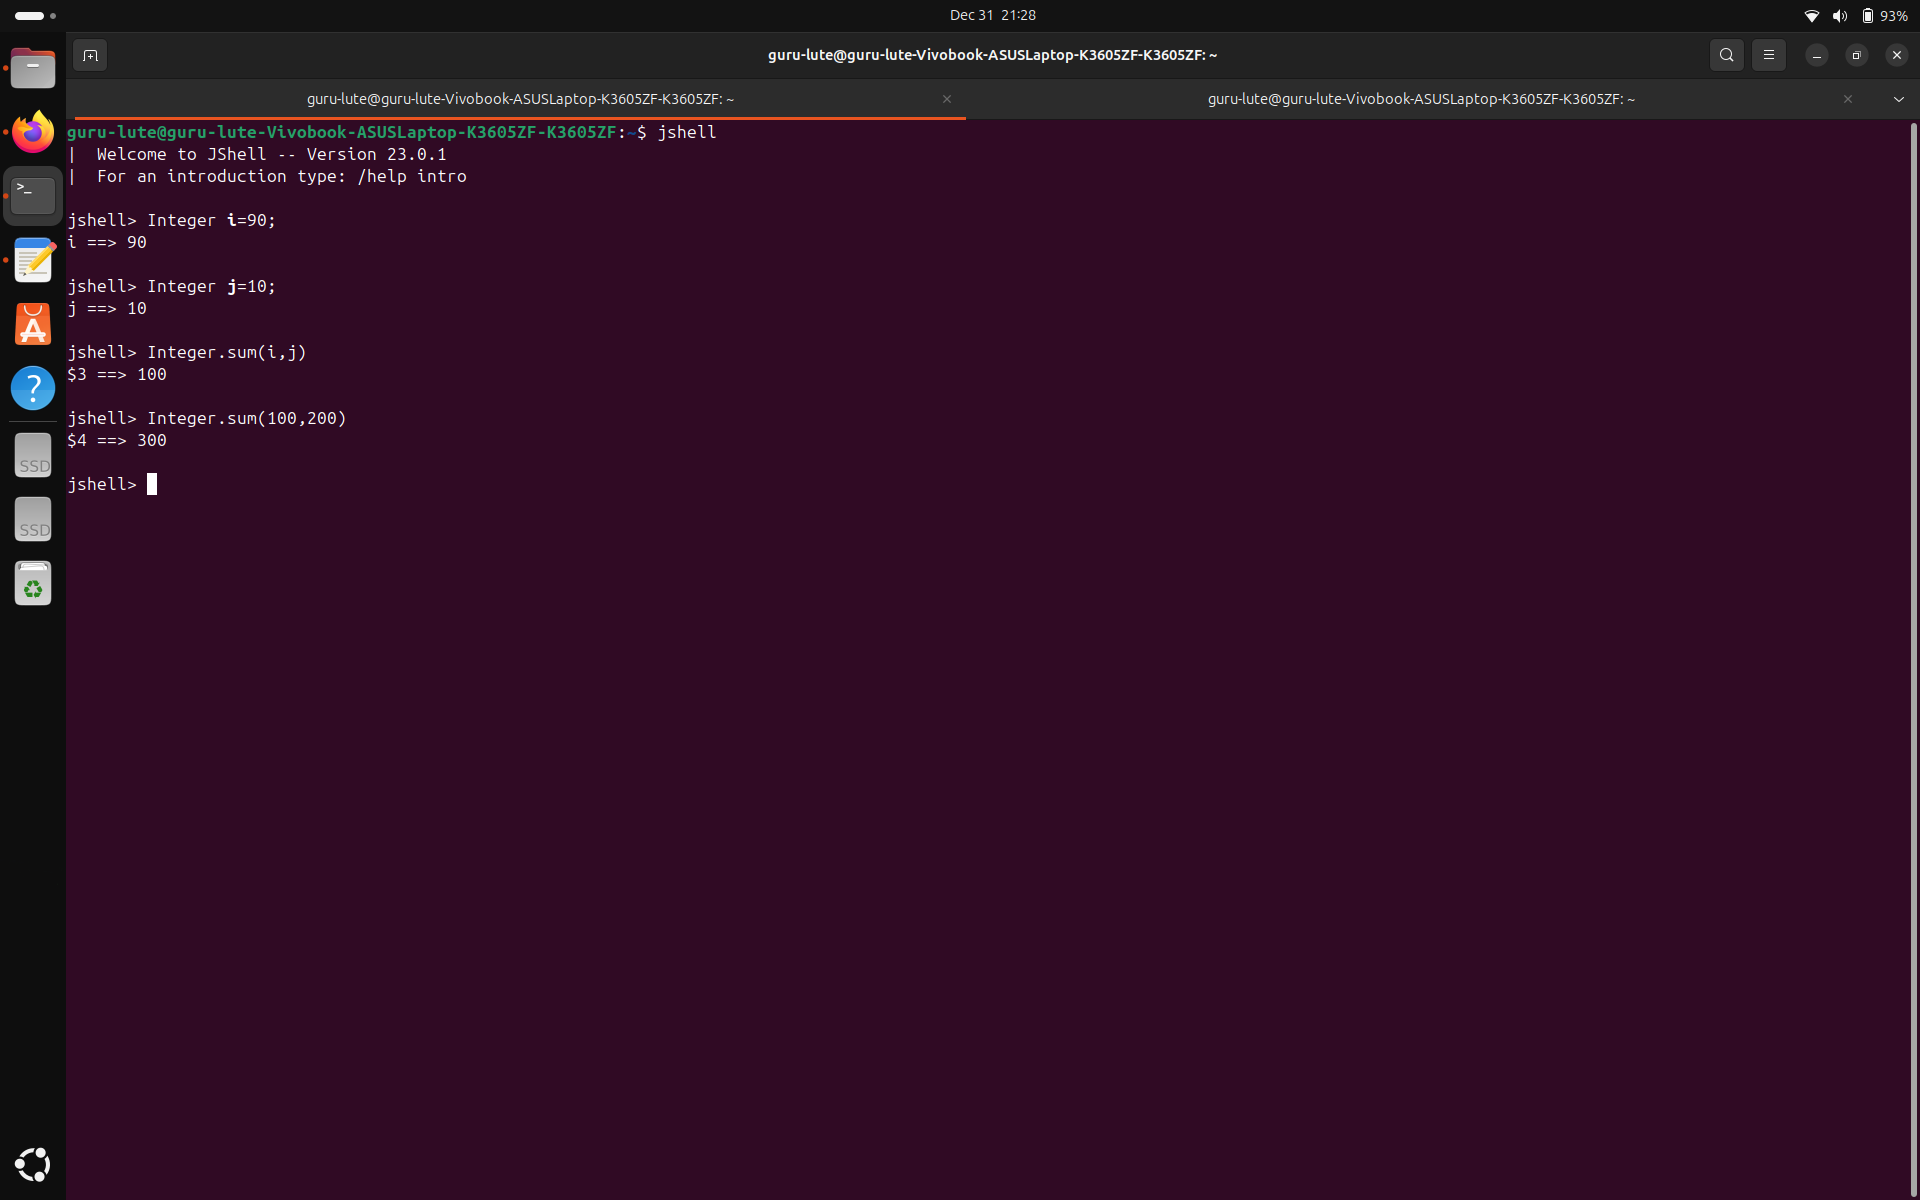 Dec 31 21:28
93%
guru-lute@guru-lute-Vivobook-ASUSLaptop-K3605ZF-K3605ZF: ~
guru-lute@guru-lute-Vivobook-ASUSLaptop-K3605ZF-K3605ZF: ~
guru-lute@guru-lute-Vivobook-ASUSLaptop-K3605ZF-K3605ZF: ~
guru-lute@guru-lute-Vivobook-ASUSLaptop-K3605ZF-K3605ZF:~$ jshell
|  Welcome to JShell -- Version 23.0.1
|  For an introduction type: /help intro
jshell> Integer i=90;
i ==> 90
jshell> Integer j=10;
j ==> 10
jshell> Integer.sum(i,j)
$3 ==> 100
jshell> Integer.sum(100,200)
$4 ==> 300
jshell>
>_
A
?
SSD
SSD